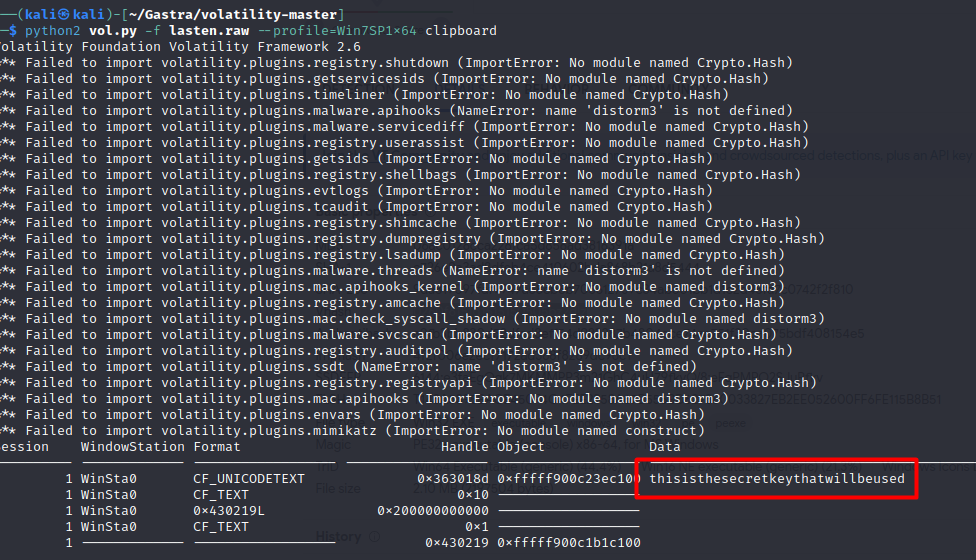 ──(kali㉿kali)-[~/Gastra/volatility-master]
─$ python2 vol.py -f lasten.raw --profile=Win7SP1×64 clipboard
Volatility Foundation Volatility Framework 2.6
*** Failed to import volatility.plugins.registry.shutdown (ImportError: No module named Crypto.Hash)
*** Failed to import volatility.plugins.getservicesids (ImportError: No module named Crypto.Hash)
*** Failed to import volatility.plugins.timeliner (ImportError: No module named Crypto.Hash)
*** Failed to import volatility.plugins.malware.apihooks (NameError: name 'distorm3' is not defined)
*** Failed to import volatility.plugins.malware.servicediff (ImportError: No module named Crypto.Hash)
*** Failed to import volatility.plugins.registry.userassist (ImportError: No module named Crypto.Hash)
*** Failed to import volatility.plugins.getsids (ImportError: No module named Crypto.Hash) nd crowdsourced detections, plus an API key
*** Failed to import volatility.plugins.registry.shellbags (ImportError: No module named Crypto.Hash)
*** Failed to import volatility.plugins.evtlogs (ImportError: No module named Crypto.Hash)
*** Failed to import volatility.plugins.tcaudit (ImportError: No module named Crypto.Hash)
*** Failed to import volatility.plugins.registry.shimcache (ImportError: No module named Crypto.Hash)
*** Failed to import volatility.plugins.registry.dumpregistry (ImportError: No module named Crypto.Hash)
*** Failed to import volatility.plugins.registry.lsadump (ImportError: No module named Crypto.Hash)
*** Failed to import volatility.plugins.malware.threads (NameError: name 'distorm3' is not defined)
*** Failed to import volatility.plugins.mac.apihooks_kernel (ImportError: No module named distorm3)
*** Failed to import volatility.plugins.registry.amcache (ImportError: No module named Crypto.Hash)
*** Failed to import volatility.plugins.mac.check_syscall_shadow (ImportError: No module named distorm3)
*** Failed to import volatility.plugins.malware.svcscan (ImportError: No module named Crypto.Hash)
*** Failed to import volatility.plugins.registry.auditpol (ImportError: No module named Crypto.Hash)
*** Failed to import volatility.plugins.ssdt (NameError: name 'distorm3' is not defined)
*** Failed to import volatility.plugins.registry.registryapi (ImportError: No module named Crypto.Hash)
*** Failed to import volatility.plugins.mac.apihooks (ImportError: No module named distorm3)
*** Failed to import volatility.plugins.envars (ImportError: No module named Crypto.Hash)
*** Failed to import volatility.plugins.mimikatz (ImportError: No module named construct)
Session WindowStation Format Handle Object Data
1 WinSta0 CF_UNICODETEXT 0×363018d 0×fffff900c23ec100 thisisthesecretkeythatwillbeused
1 WinSta0 CF_TEXT 0×10
1 WinSta0 0×430219L 0×200000000000
1 WinSta0 CF_TEXT 0×1
1 0×430219 0×fffff900c1b1c100
Magic
File size
History